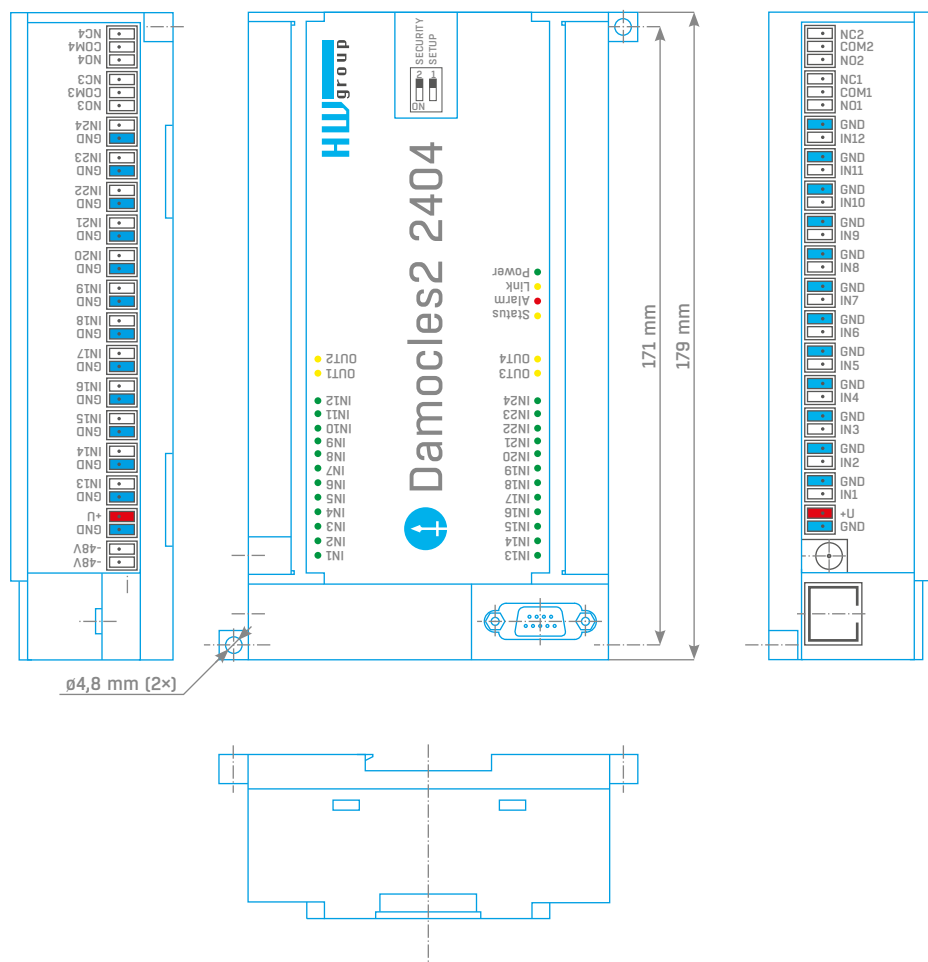 NC4
COM4
NO4
NC3
COM3
NO3
IN24
GND
IN23
GND
IN22
GND
IN21
GND
IN20
GND
IN19
GND
IN18
GND
IN17
GND
IN16
GND
IN15
GND
IN14
GND
IN13
GND
+U
GND
-48V
-48V
HW group
SECURITY
SETUP
2 1
ON
Damocles2 2404
Power
Link
Alarm
Status
OUT2
OUT1
OUT4
OUT3
IN12
IN11
IN10
IN9
IN8
IN7
IN6
IN5
IN4
IN3
IN2
IN1
IN24
IN23
IN22
IN21
IN20
IN19
IN18
IN17
IN16
IN15
IN14
IN13
171 mm
179 mm
ø4,8 mm (2×)
NC2
COM2
NO2
NC1
COM1
NO1
GND
IN12
GND
IN11
GND
IN10
GND
IN9
GND
IN8
GND
IN7
GND
IN6
GND
IN5
GND
IN4
GND
IN3
GND
IN2
GND
IN1
+U
GND